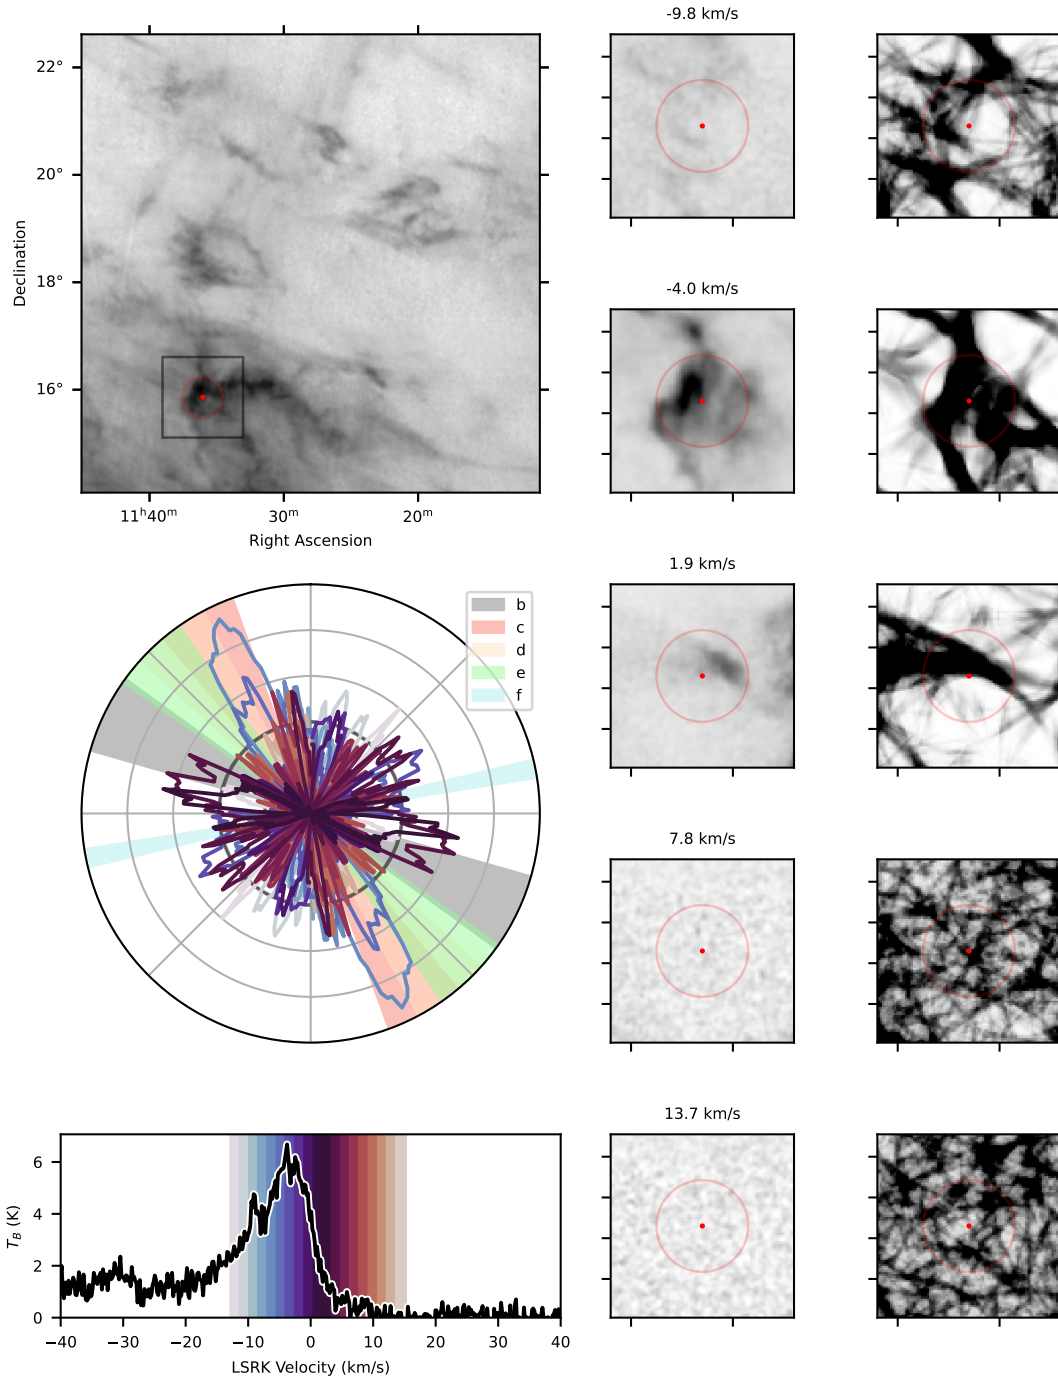 -9.8 km/s
22°
20°
18°
16°
Declination
11ʰ40ᵐ
30ᵐ
20ᵐ
Right Ascension
-4.0 km/s
1.9 km/s
b
c
d
e
f
7.8 km/s
13.7 km/s
6
4
2
0
T_B (K)
−40
−30
−20
−10
0
10
20
30
40
LSRK Velocity (km/s)